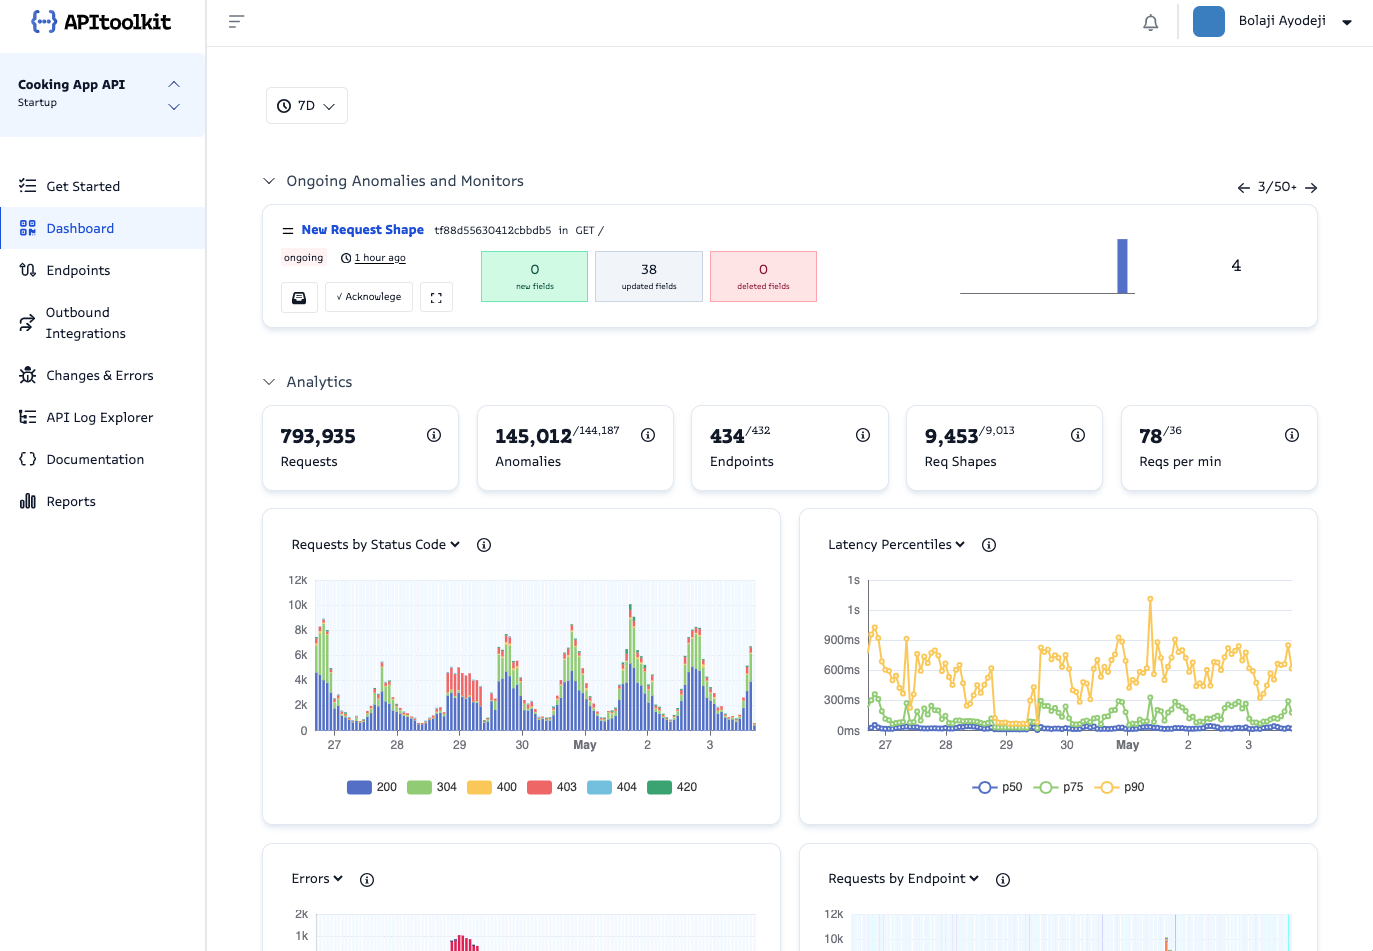 APItoolkit
Bolaji Ayodeji
Cooking App API
Startup
Get Started
Dashboard
Endpoints
Outbound
Integrations
Changes & Errors
API Log Explorer
Documentation
Reports
7D
Ongoing Anomalies and Monitors
3/50+
New Request Shape tf88d55630412cbbdb5 in GET /
ongoing 1 hour ago
√ Acknowlege
0
new fields
38
updated fields
0
deleted fields
4
Analytics
793,935
Requests
145,012/144,187
Anomalies
434/432
Endpoints
9,453/9,013
Req Shapes
78/36
Reqs per min
Requests by Status Code
12k
10k
8k
6k
4k
2k
0
27 28 29 30 May 2 3
200 304 400 403 404 420
Latency Percentiles
1s
1s
900ms
600ms
300ms
0ms
27 28 29 30 May 2 3
p50 p75 p90
Errors
2k
1k
Requests by Endpoint
12k
10k